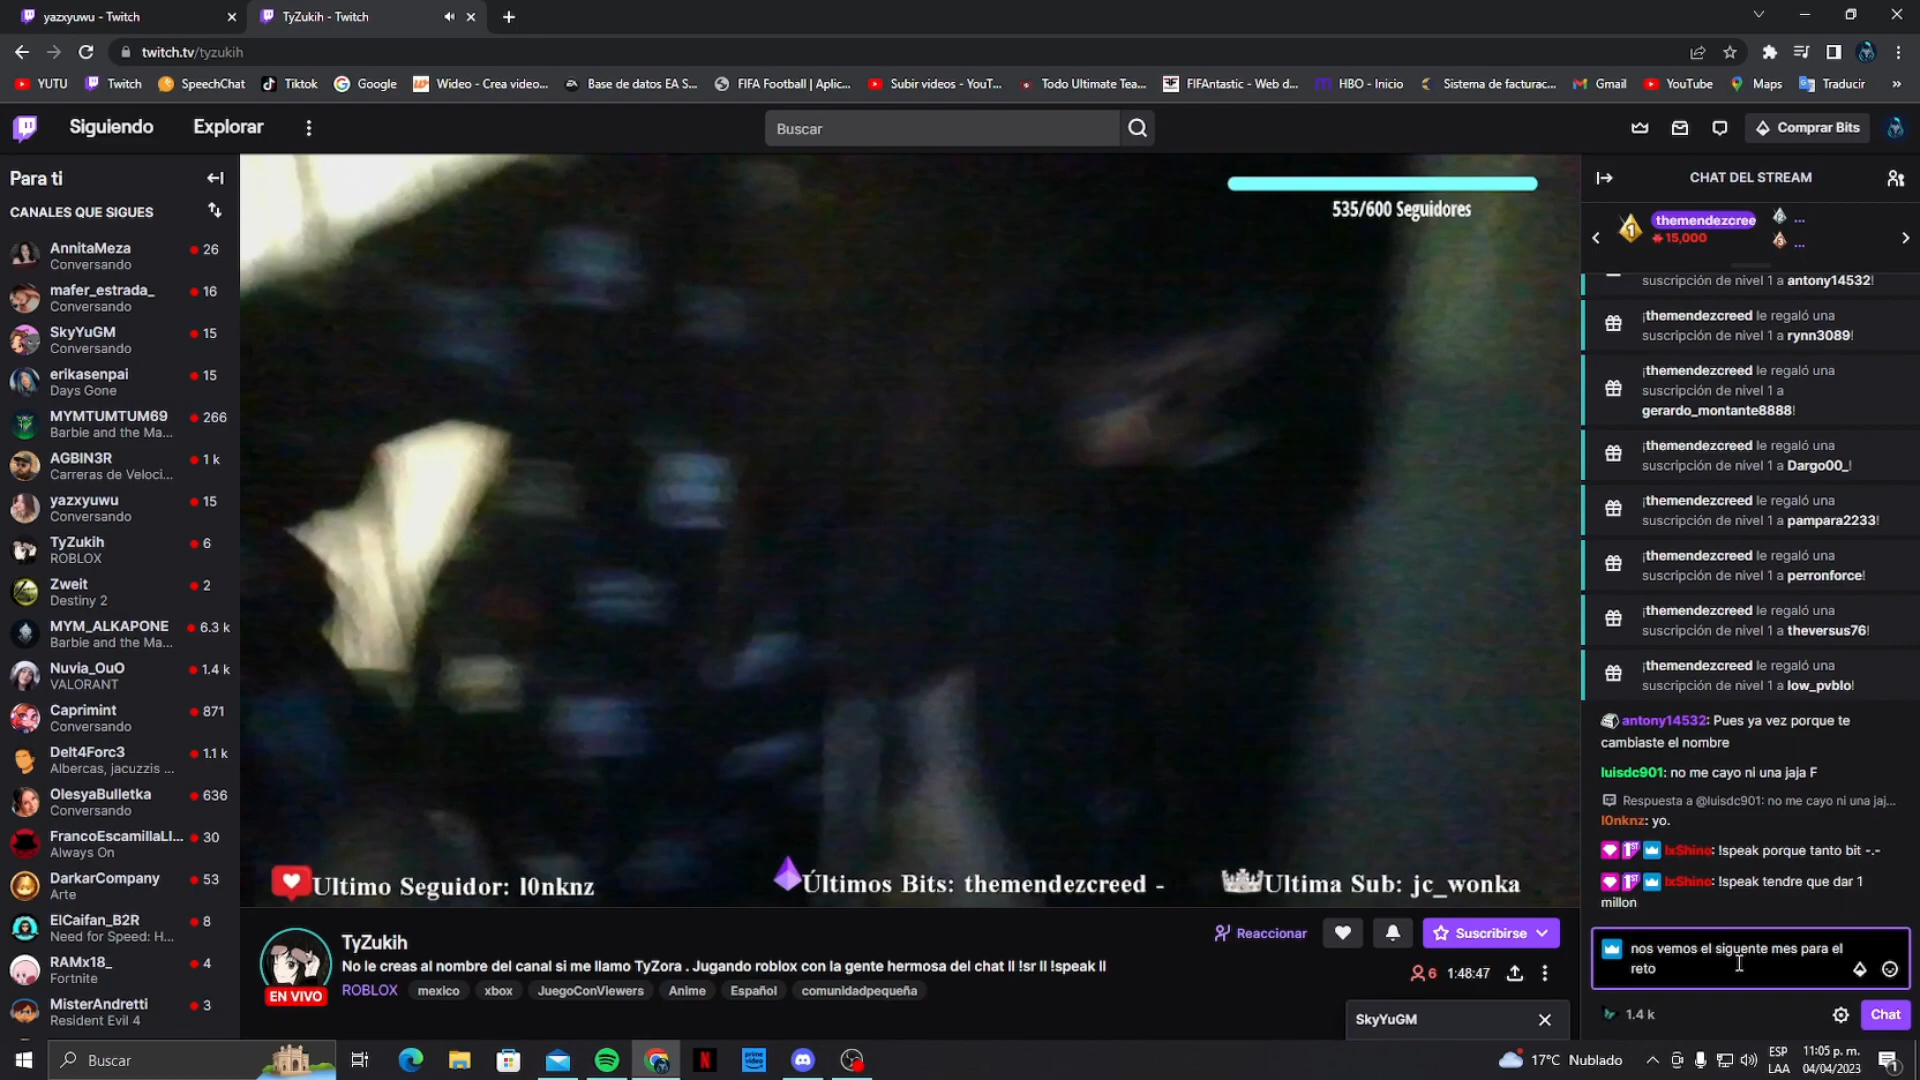 yazxyuwu - Twitch
TyZukih - Twitch
twitch.tv/tyzukih
YUTU
Twitch
SpeechChat
Tiktok
Google
Wideo - Crea video...
Base de datos EA S...
FIFA Football | Aplic...
Subir videos - YouT...
Todo Ultimate Tea...
FIFAntastic - Web d...
HBO - Inicio
Sistema de facturac...
Gmail
YouTube
Maps
Traducir
»
Siguiendo
Explorar
Buscar
Comprar Bits
Para ti
CANALES QUE SIGUES
AnnitaMeza 26
Conversando
mafer_estrada_ 16
Conversando
SkyYuGM 15
Conversando
erikasenpai 15
Days Gone
MYMTUMTUM69 266
Barbie and the Ma...
AGBIN3R 1 k
Carreras de Veloci...
yazxyuwu 15
Conversando
TyZukih 6
ROBLOX
Zweit 2
Destiny 2
MYM_ALKAPONE 6.3 k
Barbie and the Ma...
Nuvia_OuO 1.4 k
VALORANT
Caprimint 871
Conversando
Delt4Forc3 1.1 k
Albercas, jacuzzis ...
OlesyaBulletka 636
Conversando
FrancoEscamillaLI... 30
Always On
DarkarCompany 53
Arte
ElCaifan_B2R 8
Need for Speed: H...
RAMx18_ 4
Fortnite
MisterAndretti 3
Resident Evil 4
535/600 Seguidores
Ultimo Seguidor: l0nknz
Últimos Bits: themendezcreed -
Ultima Sub: jc_wonka
TyZukih
No le creas al nombre del canal si me llamo TyZora . Jugando roblox con la gente hermosa del chat ll !sr ll !speak ll
EN VIVO
ROBLOX
mexico
xbox
JuegoConViewers
Anime
Español
comunidadpequeña
Reaccionar
Suscribirse
6
1:48:47
SkyYuGM
CHAT DEL STREAM
1
themendezcree
15,000
2 ...
3 ...
suscripción de nivel 1 a antony14532!
¡themendezcreed le regaló una
suscripción de nivel 1 a rynn3089!
¡themendezcreed le regaló una
suscripción de nivel 1 a
gerardo_montante8888!
¡themendezcreed le regaló una
suscripción de nivel 1 a Dargo00_!
¡themendezcreed le regaló una
suscripción de nivel 1 a pampara2233!
¡themendezcreed le regaló una
suscripción de nivel 1 a perronforce!
¡themendezcreed le regaló una
suscripción de nivel 1 a theversus76!
¡themendezcreed le regaló una
suscripción de nivel 1 a low_pvblo!
antony14532: Pues ya vez porque te
cambiaste el nombre
luisdc901: no me cayo ni una jaja F
Respuesta a @luisdc901: no me cayo ni una jaj...
l0nknz: yo.
IxShino: !speak porque tanto bit -.-
IxShino: !speak tendre que dar 1
millon
nos vemos el siguente mes para el
reto
1.4 k
Chat
Buscar
17°C Nublado
ESP
LAA
11:05 p. m.
04/04/2023
1